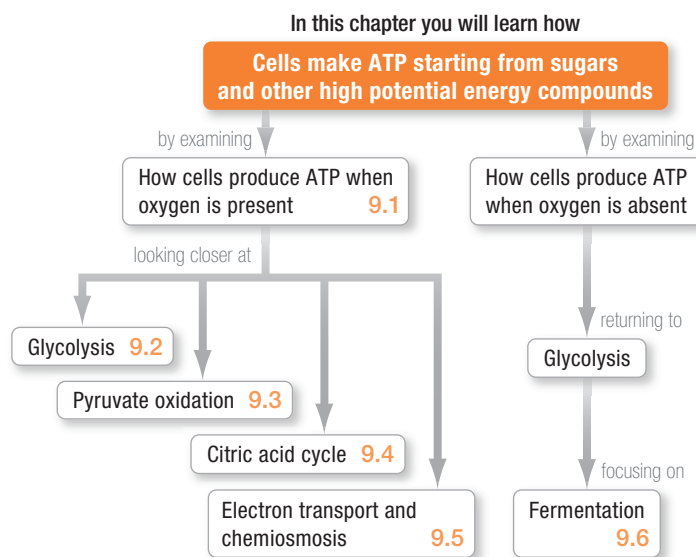 In this chapter you will learn how
Cells make ATP starting from sugars
and other high potential energy compounds
by examining
by examining
How cells produce ATP when
oxygen is present 9.1
How cells produce ATP
when oxygen is absent
looking closer at
Glycolysis 9.2
Pyruvate oxidation 9.3
Citric acid cycle 9.4
Electron transport and
chemiosmosis 9.5
returning to
Glycolysis
focusing on
Fermentation
9.6